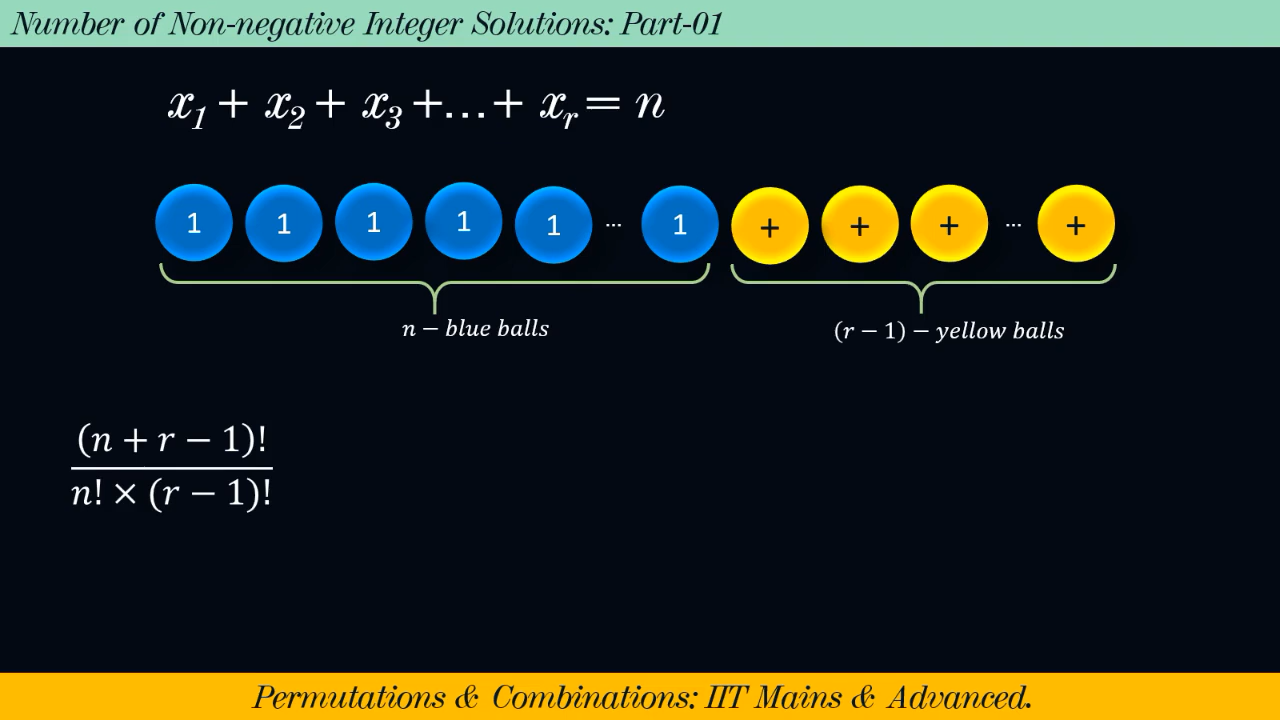 Number of Non-negative Integer Solutions: Part-01
x₁ + x₂ + x₃ +...+ xᵣ = n
1 1 1 1 1 ... 1 + + + ... +
n − blue balls (r − 1) − yellow balls
(n + r − 1)!
n! × (r − 1)!
Permutations & Combinations: IIT Mains & Advanced.